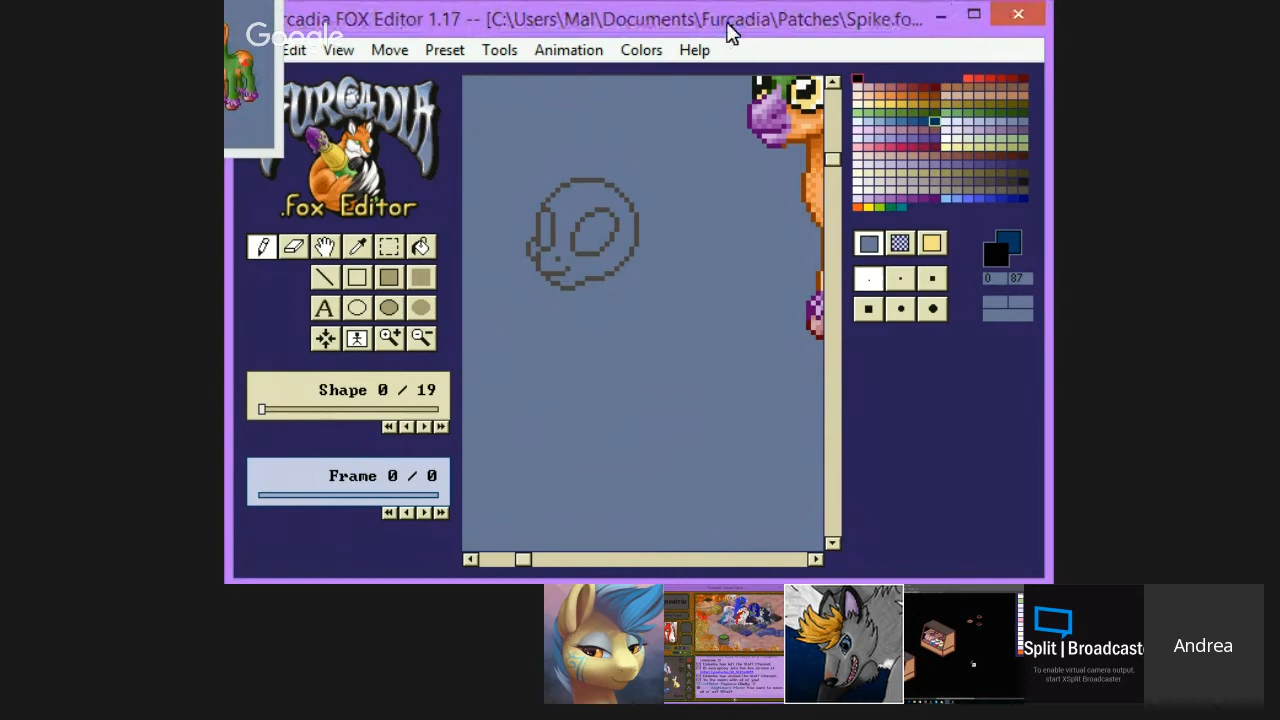 Google
rcadia FOX Editor 1.17 -- [C:\Users\Mal\Documents\Furcadia\Patches\Spike.fo...
Edit View Move Preset Tools Animation Colors Help
FURCADIA
.Fox Editor
A
Shape 0 / 19
Frame 0 / 0
0 87
Split | Broadcaste
To enable virtual camera output,
start XSplit Broadcaster
Andrea